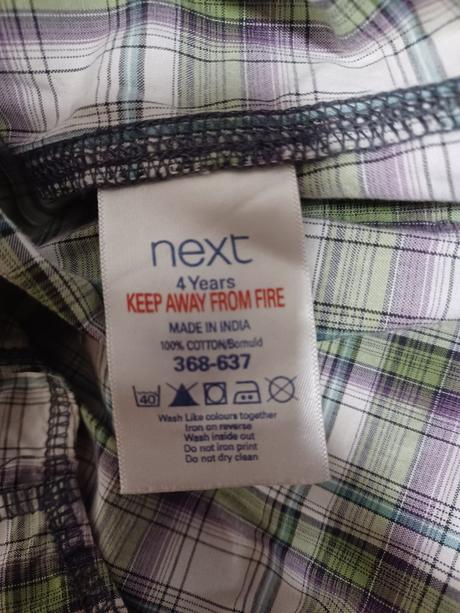 next
4 Years
KEEP AWAY FROM FIRE
MADE IN INDIA
100% COTTON/Bomuld
368-637
40
Wash Like colours together
Iron on reverse
Wash inside out
Do not iron print
Do not dry clean